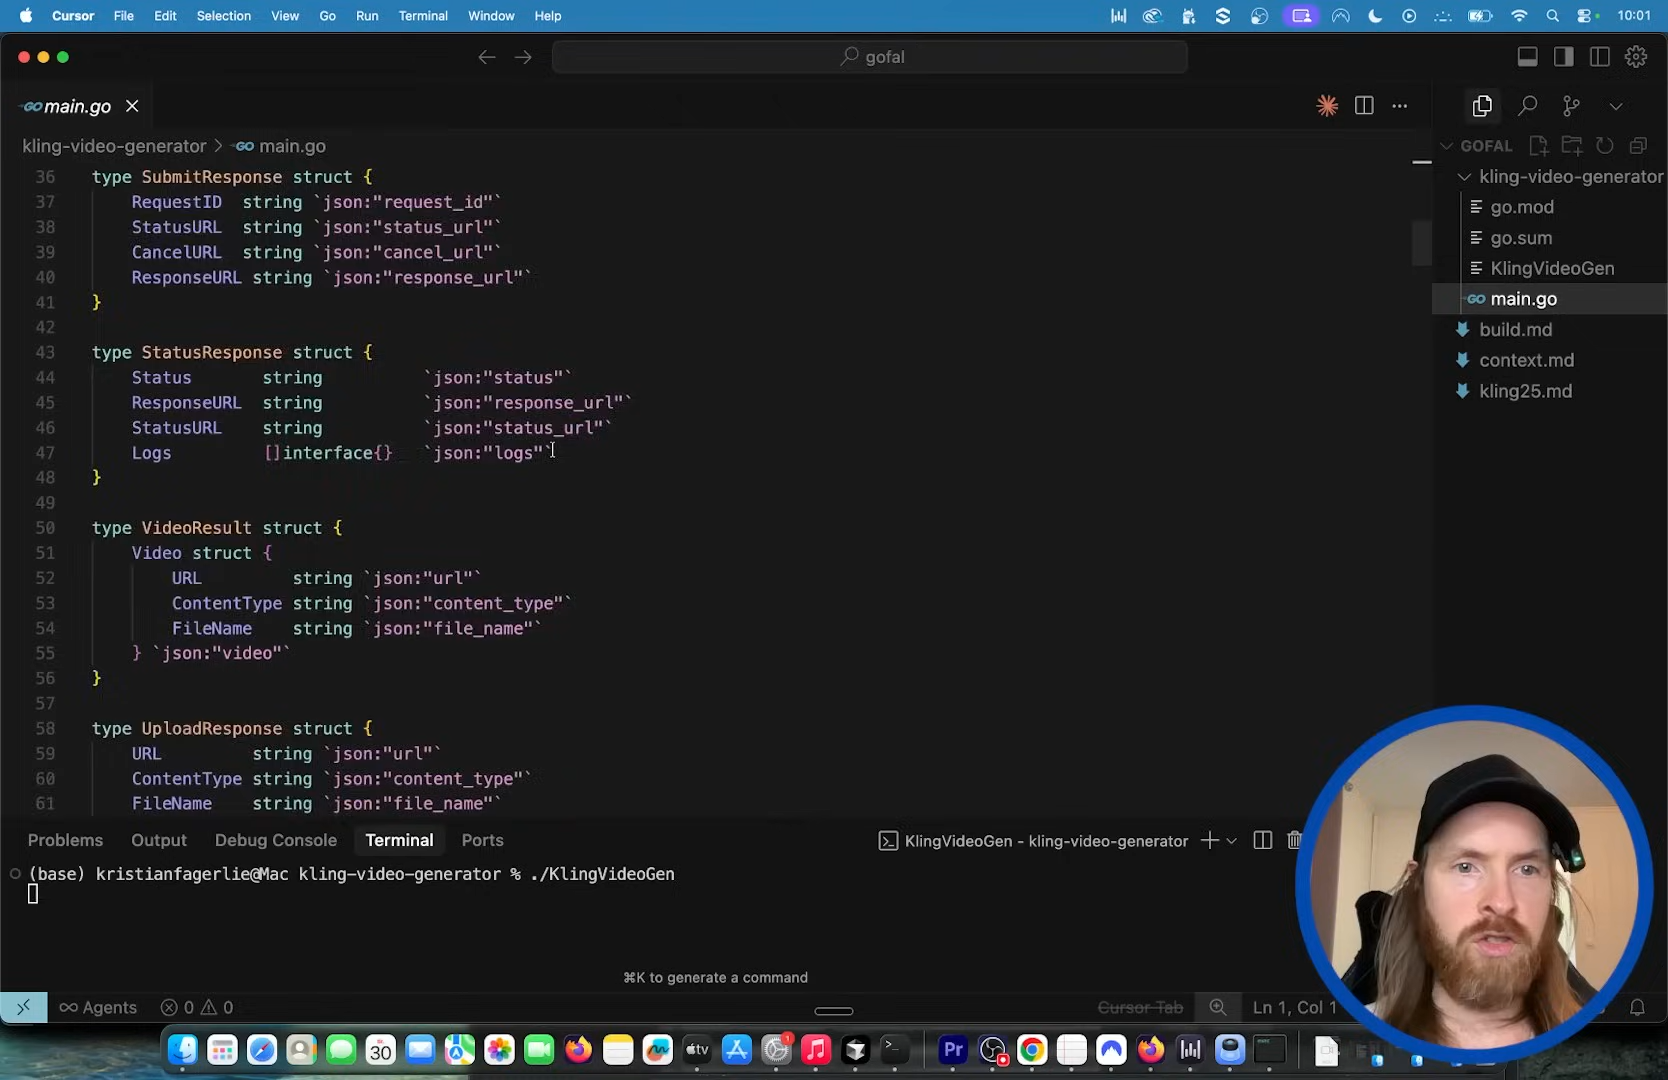 Cursor File Edit Selection View Go Run Terminal Window Help 10:01
gofal
GO main.go
kling-video-generator > GO main.go
36 type SubmitResponse struct {
37 RequestID string `json:"request_id"`
38 StatusURL string `json:"status_url"`
39 CancelURL string `json:"cancel_url"`
40 ResponseURL string `json:"response_url"`
41 }
42
43 type StatusResponse struct {
44 Status string `json:"status"`
45 ResponseURL string `json:"response_url"`
46 StatusURL string `json:"status_url"`
47 Logs []interface{} `json:"logs"`
48 }
49
50 type VideoResult struct {
51 Video struct {
52 URL string `json:"url"`
53 ContentType string `json:"content_type"`
54 FileName string `json:"file_name"`
55 } `json:"video"`
56 }
57
58 type UploadResponse struct {
59 URL string `json:"url"`
60 ContentType string `json:"content_type"`
61 FileName string `json:"file_name"`
GOFAL
kling-video-generator
go.mod
go.sum
KlingVideoGen
GO main.go
build.md
context.md
kling25.md
Problems Output Debug Console Terminal Ports KlingVideoGen - kling-video-generator
(base) kristianfagerlie@Mac kling-video-generator % ./KlingVideoGen
⌘K to generate a command
Agents 0 0 Cursor Tab Ln 1, Col 1
30 tv Pr
1